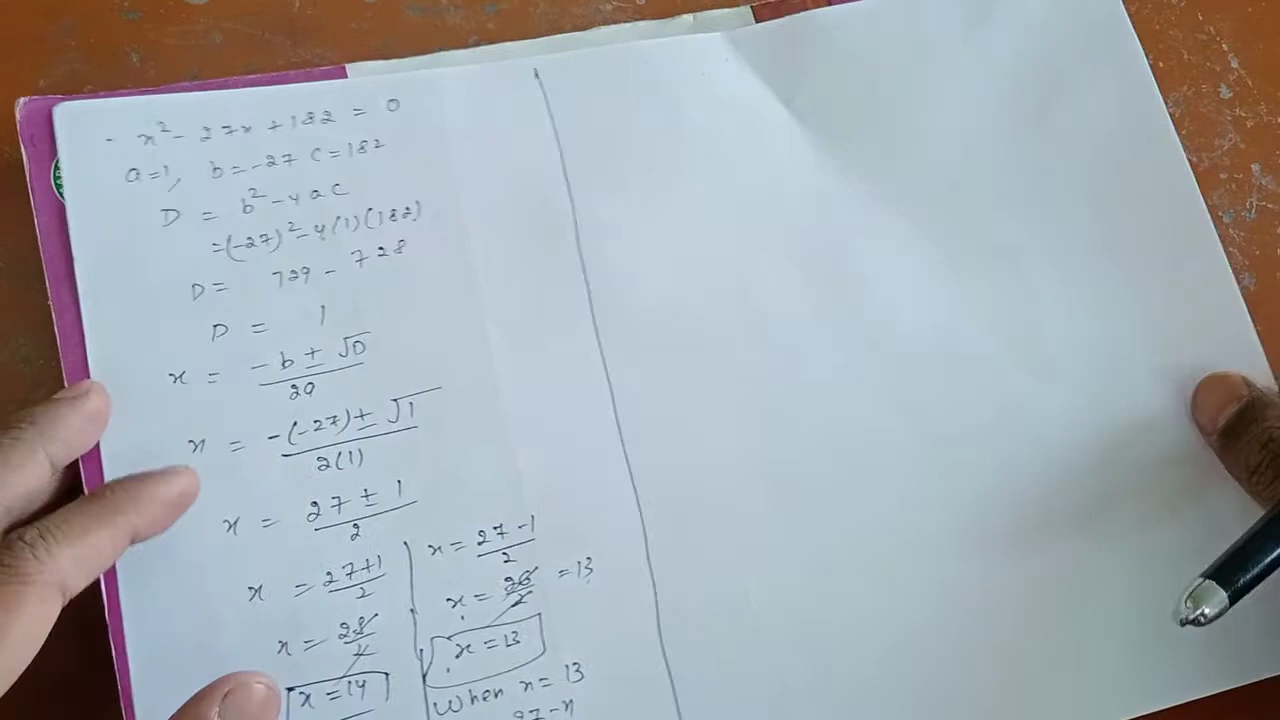 - x² - 27x + 182 = 0
a=1, b=-27 c=182
D = b² - 4ac
=(-27)² - 4(1)(182)
D = 729 - 728
D = 1
x = -b ± √D / 2a
x = -(-27) ± √1 / 2(1)
x = 27 ± 1 / 2
x = 27+1 / 2
x = 28 / 2
x = 14
x = 27-1 / 2
x = 26 / 2 = 13
x = 13
When x = 13
27-x